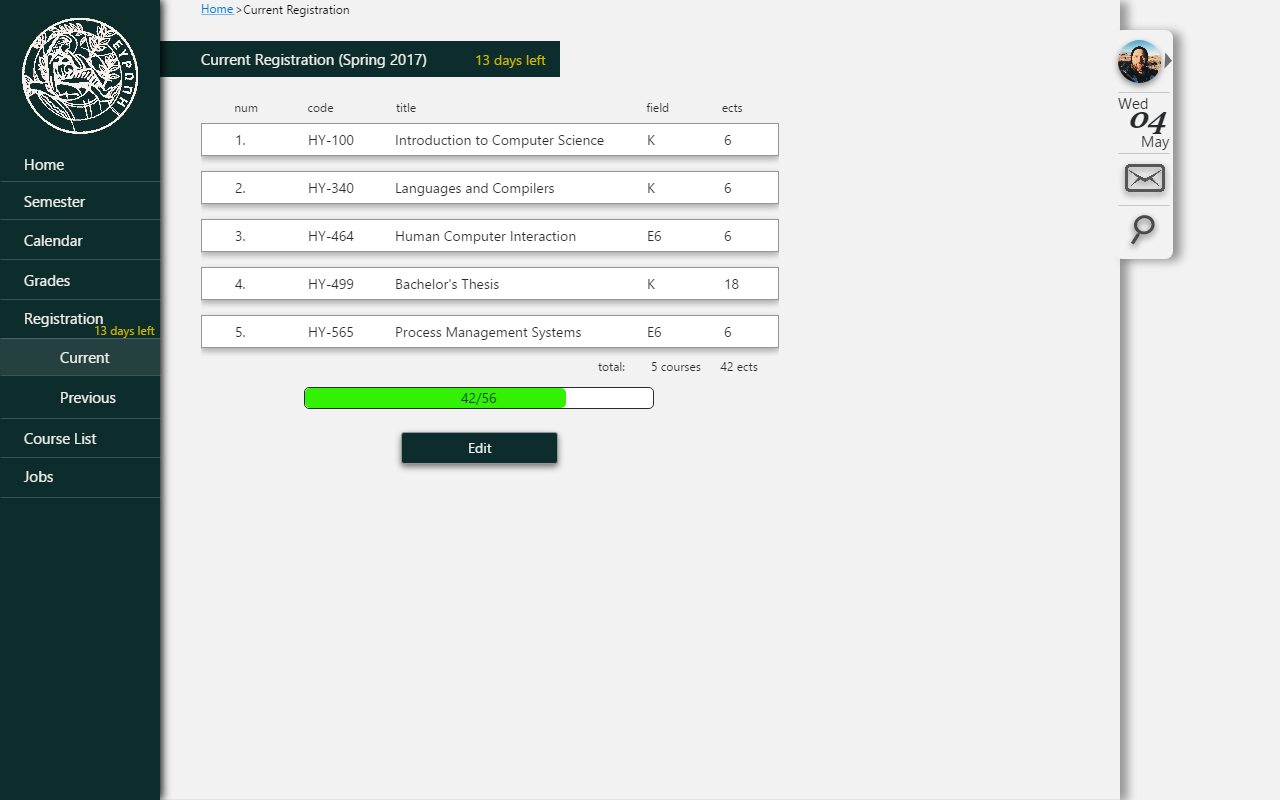 ΕΥΡΩΠΗ
Home
Semester
Calendar
Grades
Registration
13 days left
Current
Previous
Course List
Jobs
Home >Current Registration
Current Registration (Spring 2017) 13 days left
num code title field ects
1. HY-100 Introduction to Computer Science K 6
2. HY-340 Languages and Compilers K 6
3. HY-464 Human Computer Interaction E6 6
4. HY-499 Bachelor's Thesis K 18
5. HY-565 Process Management Systems E6 6
total: 5 courses 42 ects
42/56
Edit
Wed
04
May